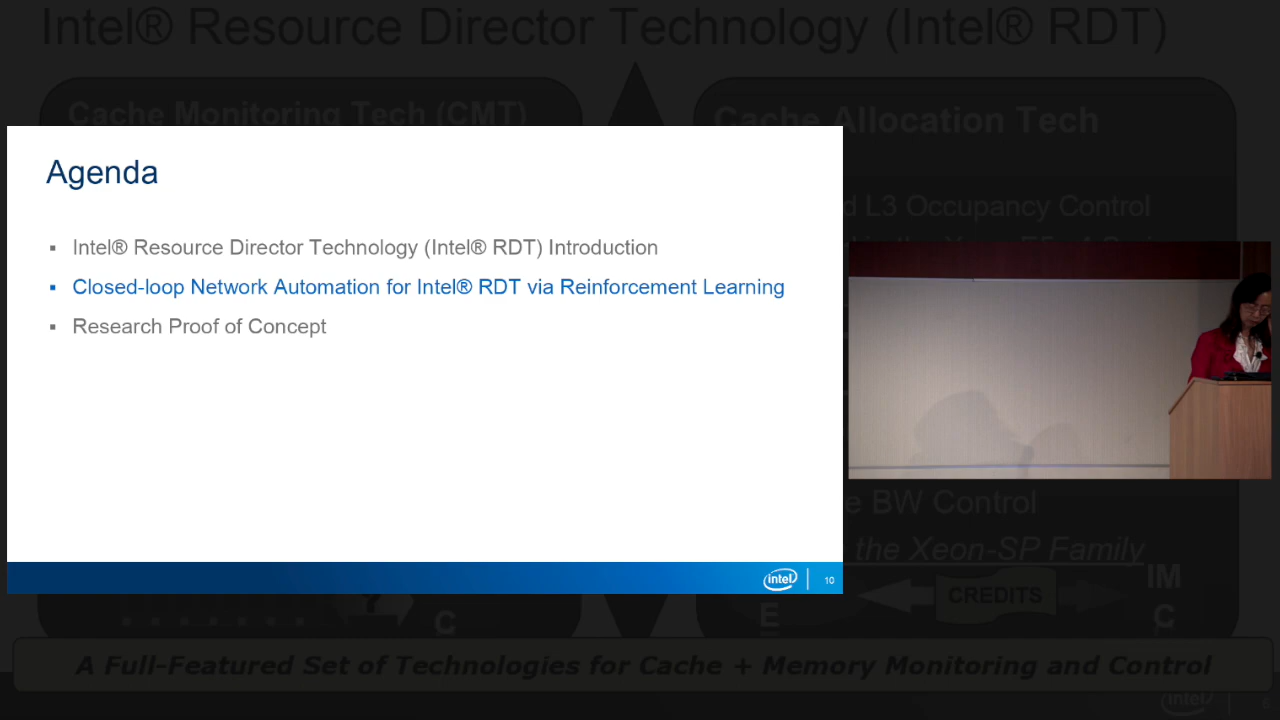 Intel® Resource Director Technology (Intel® RDT)
Cache Monitoring Tech (CMT)
Cache Allocation Tech
Agenda
▪ Intel® Resource Director Technology (Intel® RDT) Introduction
▪ Closed-loop Network Automation for Intel® RDT via Reinforcement Learning
▪ Research Proof of Concept
L3 Occupancy Control
BW Control
the Xeon-SP Family
intel 10
CREDITS
IM
C
E
C
A Full-Featured Set of Technologies for Cache + Memory Monitoring and Control
intel